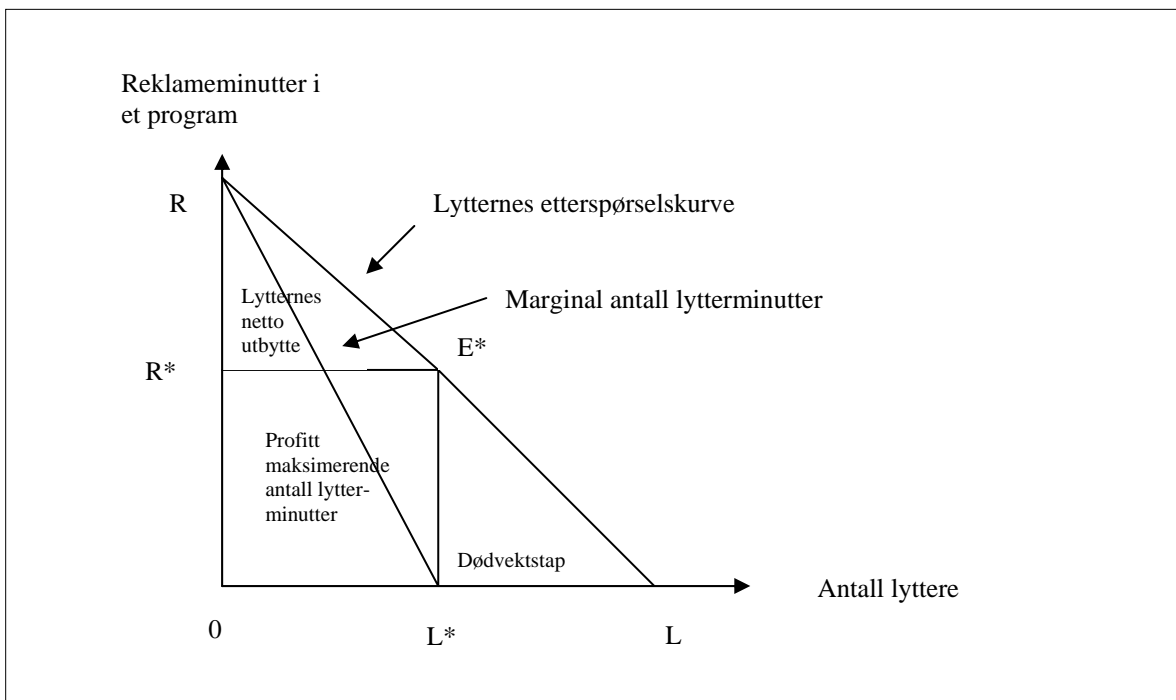 Reklameminutter i
et program
R
Lytternes etterspørselskurve
Lytternes
netto
utbytte
Marginal antall lytterminutter
E*
R*
Profitt
maksimerende
antall lytter-
minutter
Dødvektstap
Antall lyttere
0
L*
L